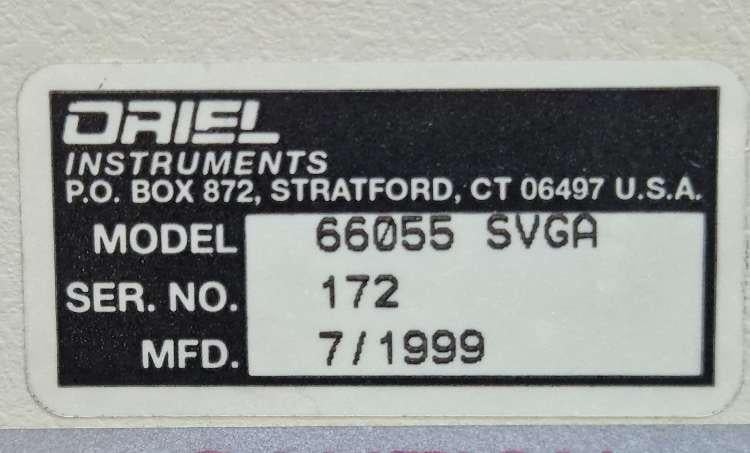 ORIEL
INSTRUMENTS
P.O. BOX 872, STRATFORD, CT 06497 U.S.A.
MODEL 66055 SVGA
SER. NO. 172
MFD. 7/1999